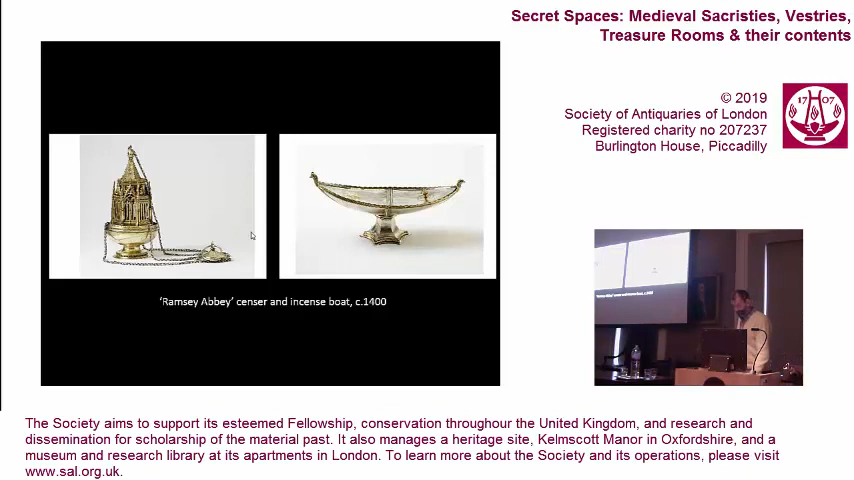 Secret Spaces: Medieval Sacristies, Vestries,
Treasure Rooms & their contents
© 2019
Society of Antiquaries of London
Registered charity no 207237
Burlington House, Piccadilly
17 07
'Ramsey Abbey' censer and incense boat, c.1400
The Society aims to support its esteemed Fellowship, conservation throughour the United Kingdom, and research and
dissemination for scholarship of the material past. It also manages a heritage site, Kelmscott Manor in Oxfordshire, and a
museum and research library at its apartments in London. To learn more about the Society and its operations, please visit
www.sal.org.uk.